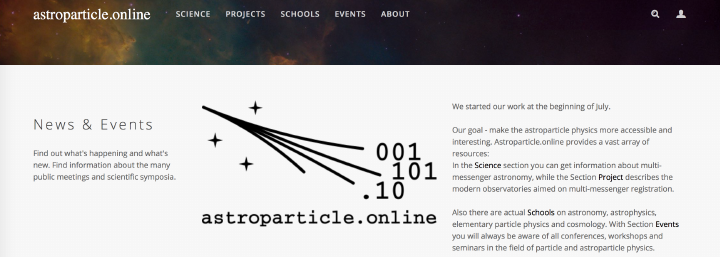 astroparticle.online SCIENCE PROJECTS SCHOOLS EVENTS ABOUT
News & Events
Find out what's happening and what's
new. Find information about the many
public meetings and scientific symposia.
001
101
.10
astroparticle.online
We started our work at the beginning of July.
Our goal - make the astroparticle physics more accessible and
interesting. Astroparticle.online provides a vast array of
resources:
In the Science section you can get information about multi-
messenger astronomy, while the Section Project describes the
modern observatories aimed on multi-messenger registration.
Also there are actual Schools on astronomy, astrophysics,
elementary particle physics and cosmology. With Section Events
you will always be aware of all conferences, workshops and
seminars in the field of particle and astroparticle physics.